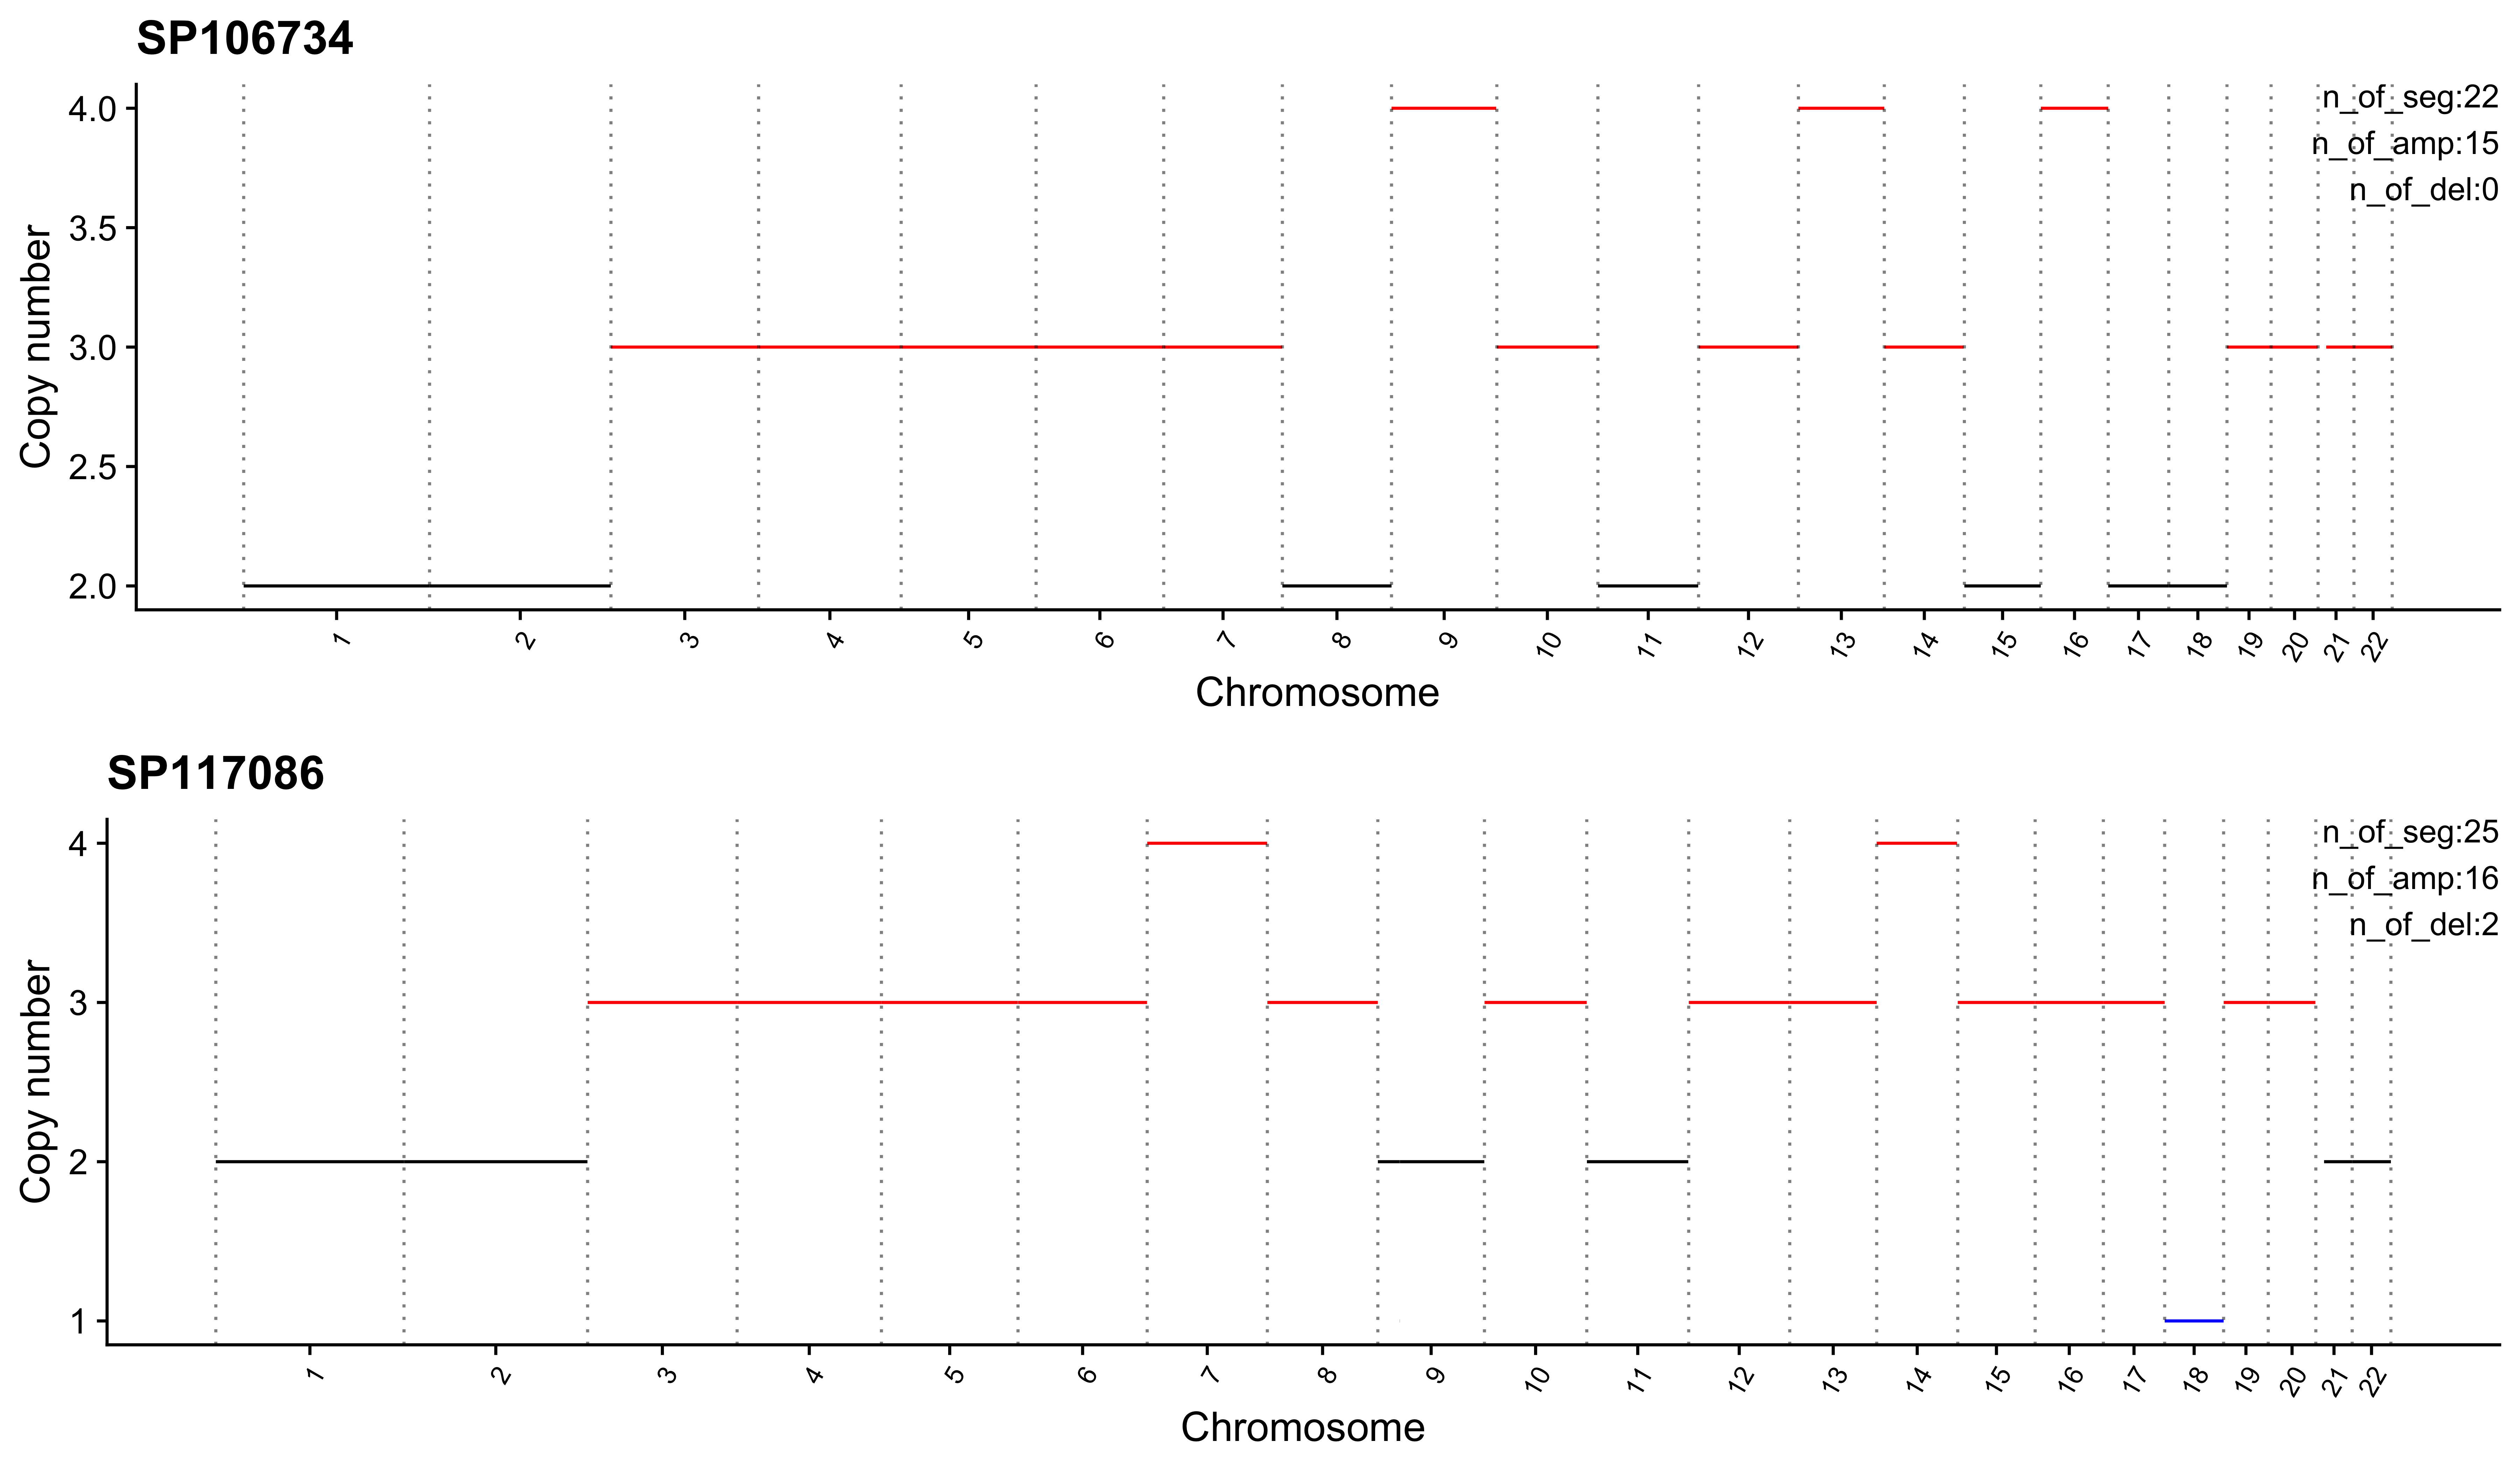 SP106734
n_of_seg:22
n_of_amp:15
n_of_del:0
Copy number
4.0
3.5
3.0
2.5
2.0
1 2 3 4 5 6 7 8 9 10 11 12 13 14 15 16 17 18 19 20 21 22
Chromosome
SP117086
n_of_seg:25
n_of_amp:16
n_of_del:2
Copy number
4
3
2
1
1 2 3 4 5 6 7 8 9 10 11 12 13 14 15 16 17 18 19 20 21 22
Chromosome